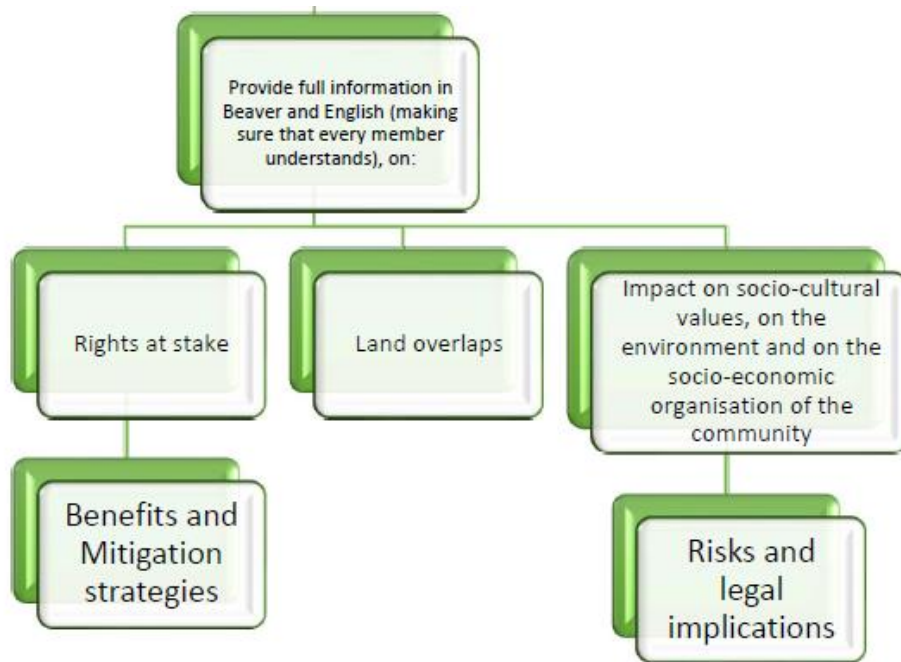 Provide full information in
Beaver and English (making
sure that every member
understands), on:
Rights at stake
Land overlaps
Impact on socio-cultural
values, on the
environment and on the
socio-economic
organisation of the
community
Benefits and
Mitigation
strategies
Risks and
legal
implications